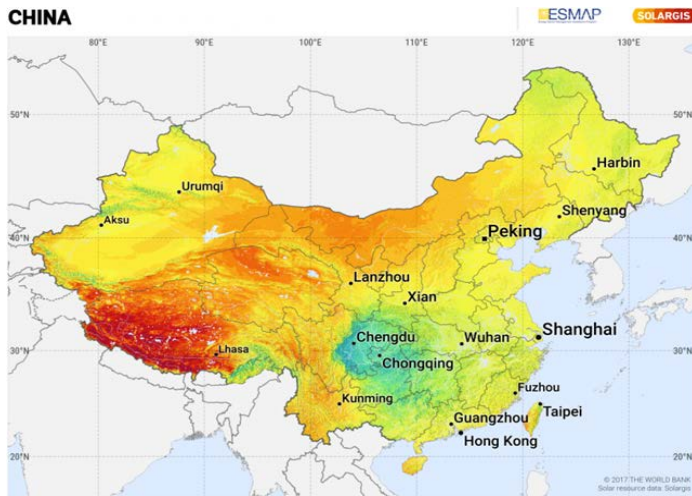 CHINA
ESMAP
SOLARGIS
80°E 90°E 100°E 110°E 120°E 130°E
50°N 50°N
Harbin
Urumqi
Shenyang
Aksu
Peking
40°N 40°N
Lanzhou
Xian
Shanghai
Chengdu
Wuhan
Lhasa
30°N 30°N
Chongqing
Fuzhou
Kunming
Taipei
Guangzhou
Hong Kong
20°N 20°N
© 2017 THE WORLD BANK
Solar resource data: Solargis